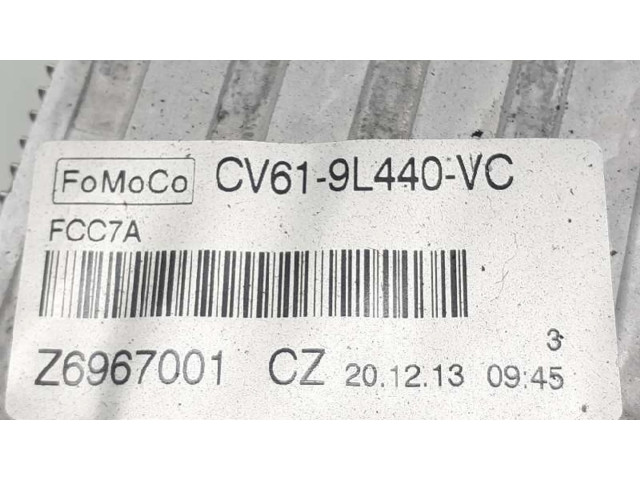 FoMoCo CV61-9L440-VC
FCC7A
3
Z6967001 CZ 20.12.13 09:45